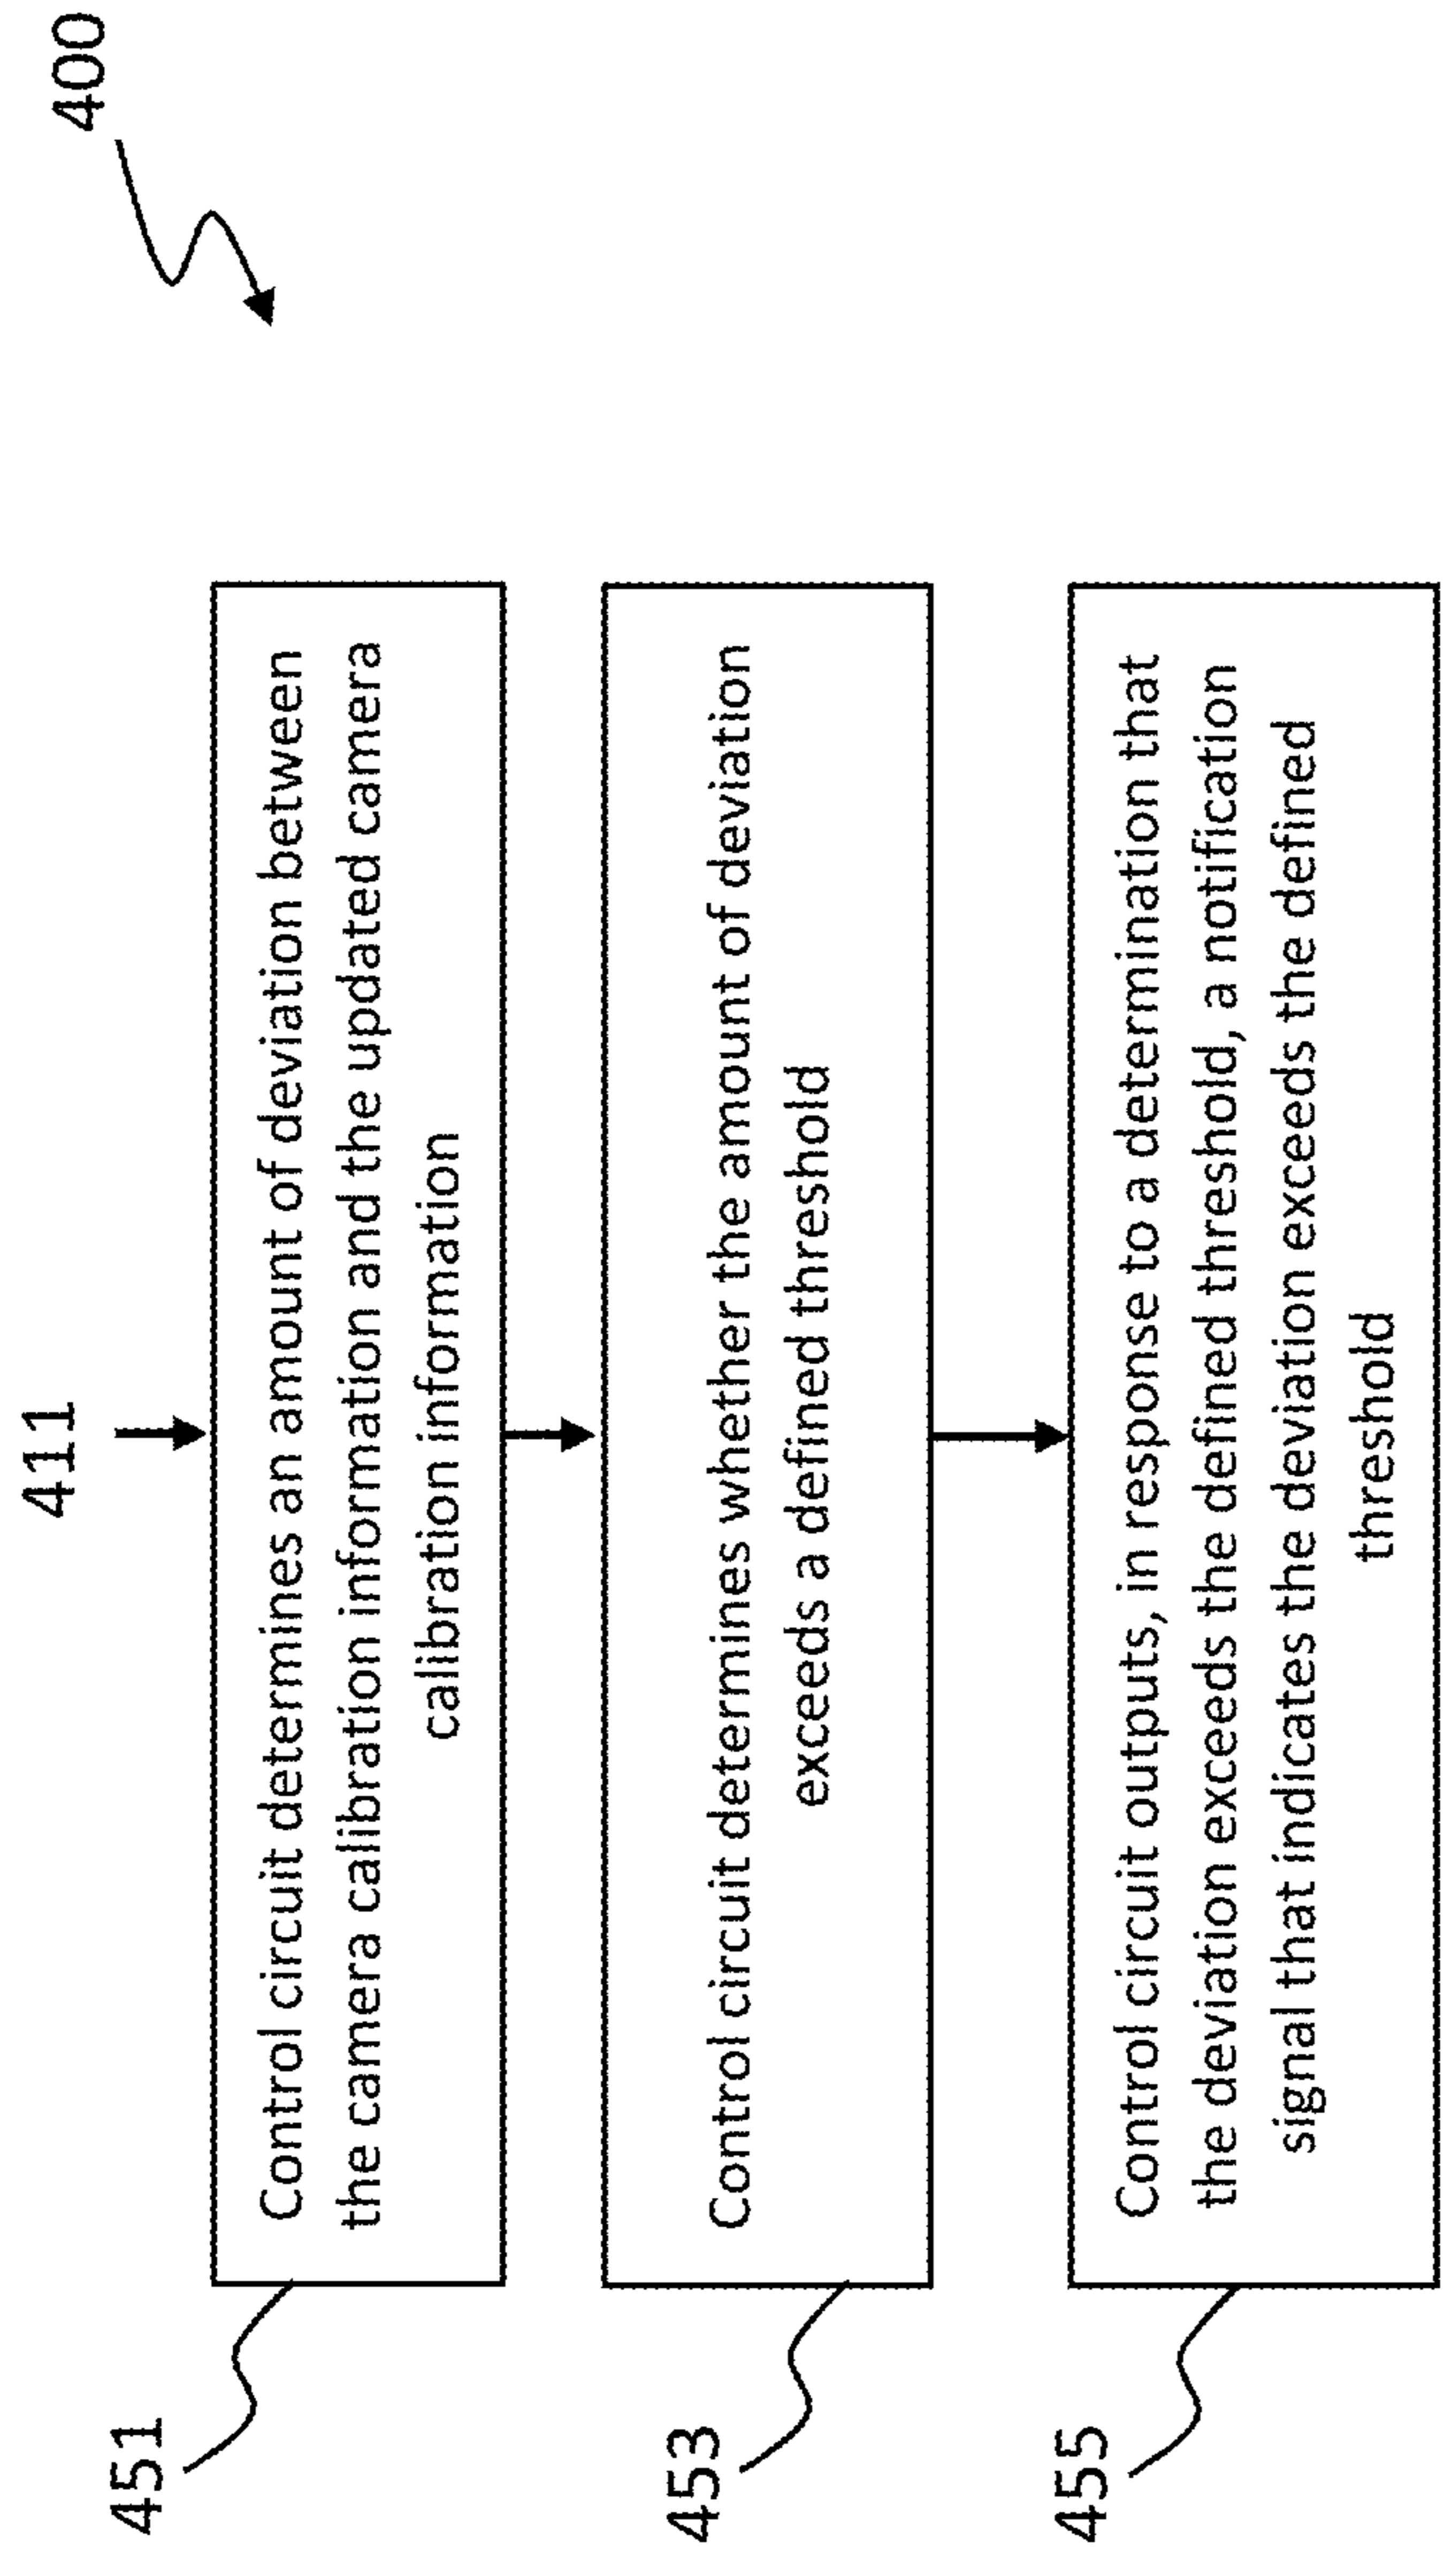 400
411
451
Control circuit determines an amount of deviation between
the camera calibration information and the updated camera
calibration information
453
Control circuit determines whether the amount of deviation
exceeds a defined threshold
455
Control circuit outputs, in response to a determination that
the deviation exceeds the defined threshold, a notification
signal that indicates the deviation exceeds the defined
threshold